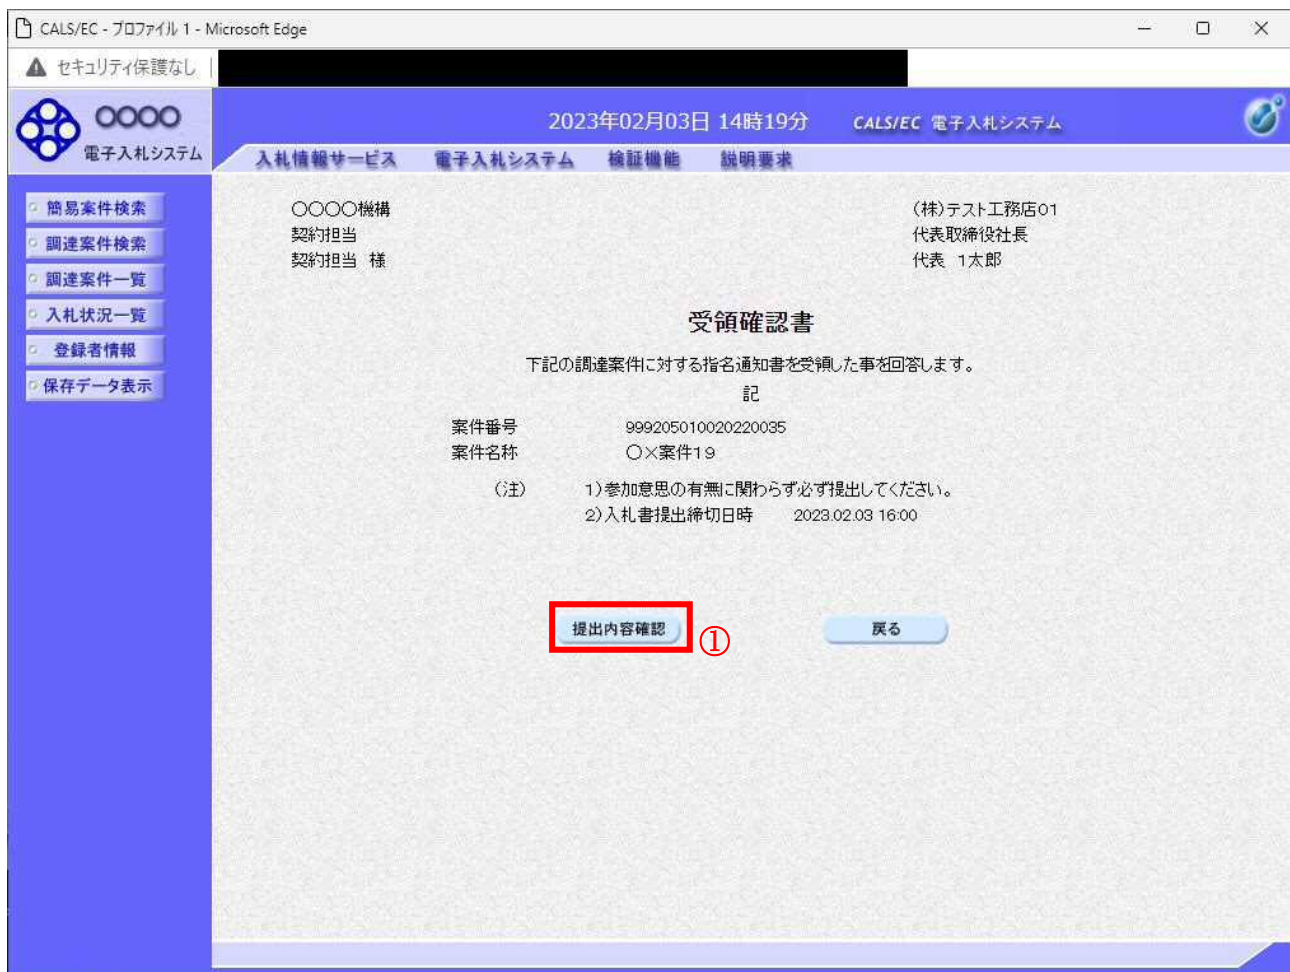 CALS/EC - プロファイル 1 - Microsoft Edge
セキュリティ保護なし
○○○○
電子入札システム
2023年02月03日 14時19分
CALS/EC 電子入札システム
入札情報サービス 電子入札システム 検証機能 説明要求
簡易案件検索
調達案件検索
調達案件一覧
入札状況一覧
登録者情報
保存データ表示
○○○○機構
契約担当
契約担当 様
(株)テスト工務店01
代表取締役社長
代表 1太郎
受領確認書
下記の調達案件に対する指名通知書を受領した事を回答します。
記
案件番号 999205010020220035
案件名称 ○×案件19
(注) 1)参加意思の有無に関わらず必ず提出してください。
2)入札書提出締切日時 2023.02.03 16:00
提出内容確認
①
戻る